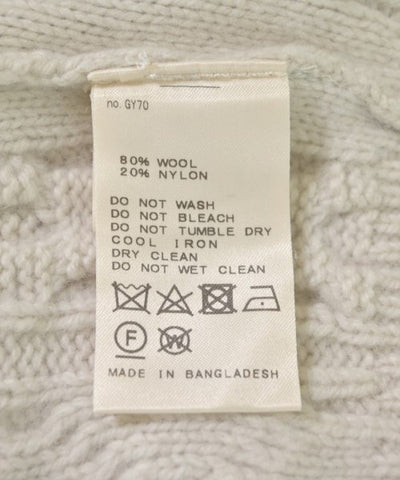 no. GY70
80% WOOL
20% NYLON
DO NOT WASH
DO NOT BLEACH
DO NOT TUMBLE DRY
COOL IRON
DRY CLEAN
DO NOT WET CLEAN
F W
MADE IN BANGLADESH